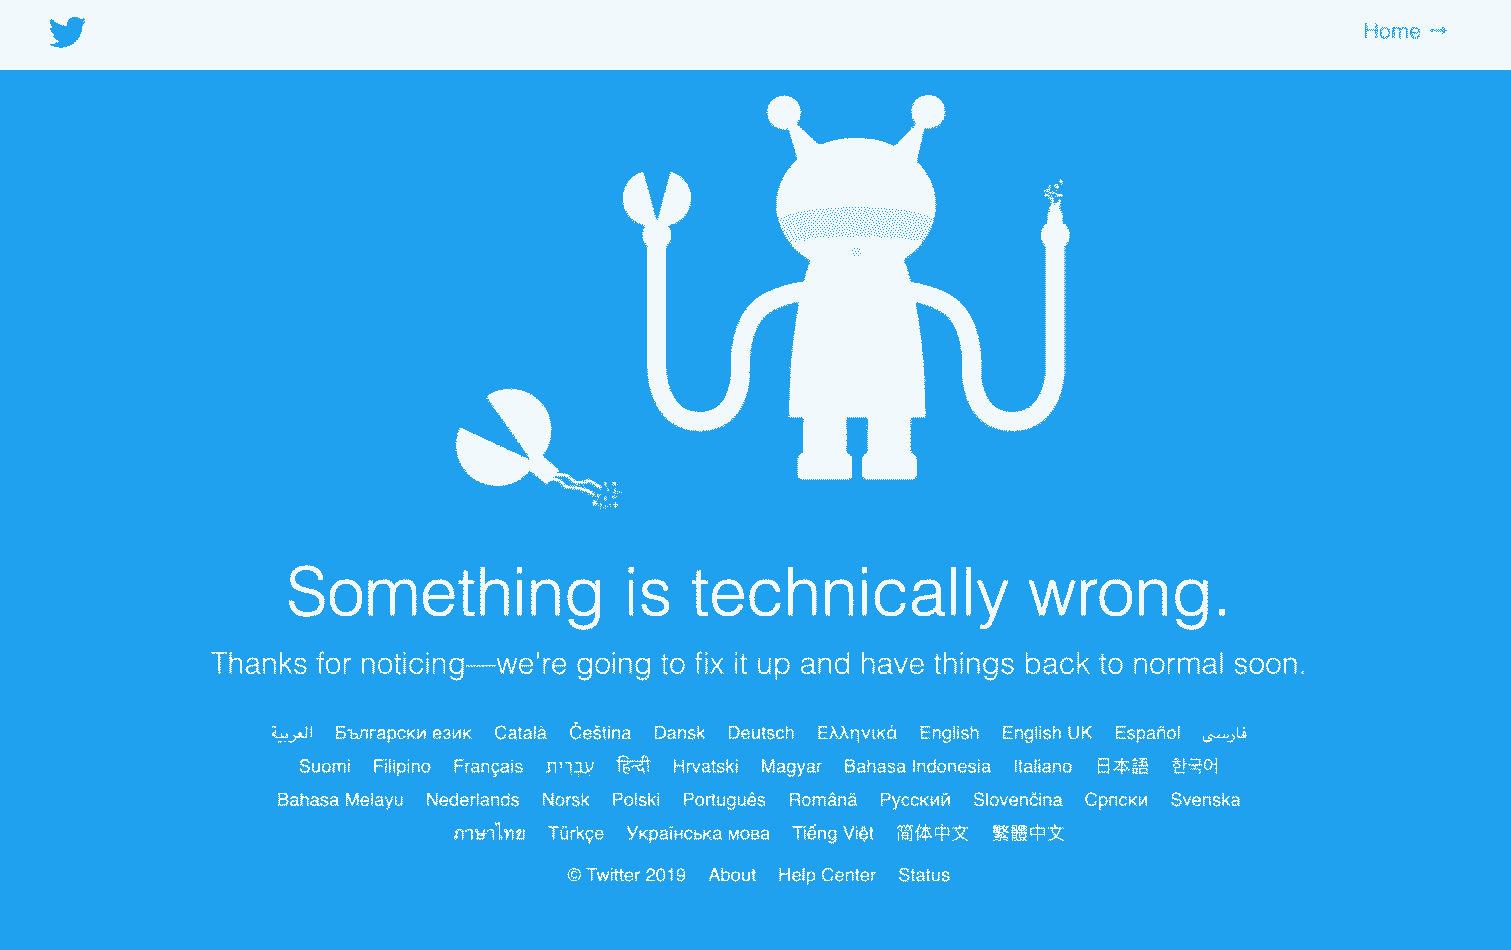 Home →
Something is technically wrong.
Thanks for noticing—we're going to fix it up and have things back to normal soon.
العربية Български език Català Čeština Dansk Deutsch Ελληνικά English English UK Español فارسی
Suomi Filipino Français עִבְרִית हिन्दी Hrvatski Magyar Bahasa Indonesia Italiano 日本語 한국어
Bahasa Melayu Nederlands Norsk Polski Português Română Русский Slovenčina Српски Svenska
ภาษาไทย Türkçe Українська мова Tiếng Việt 简体中文 繁體中文
© Twitter 2019 About Help Center Status